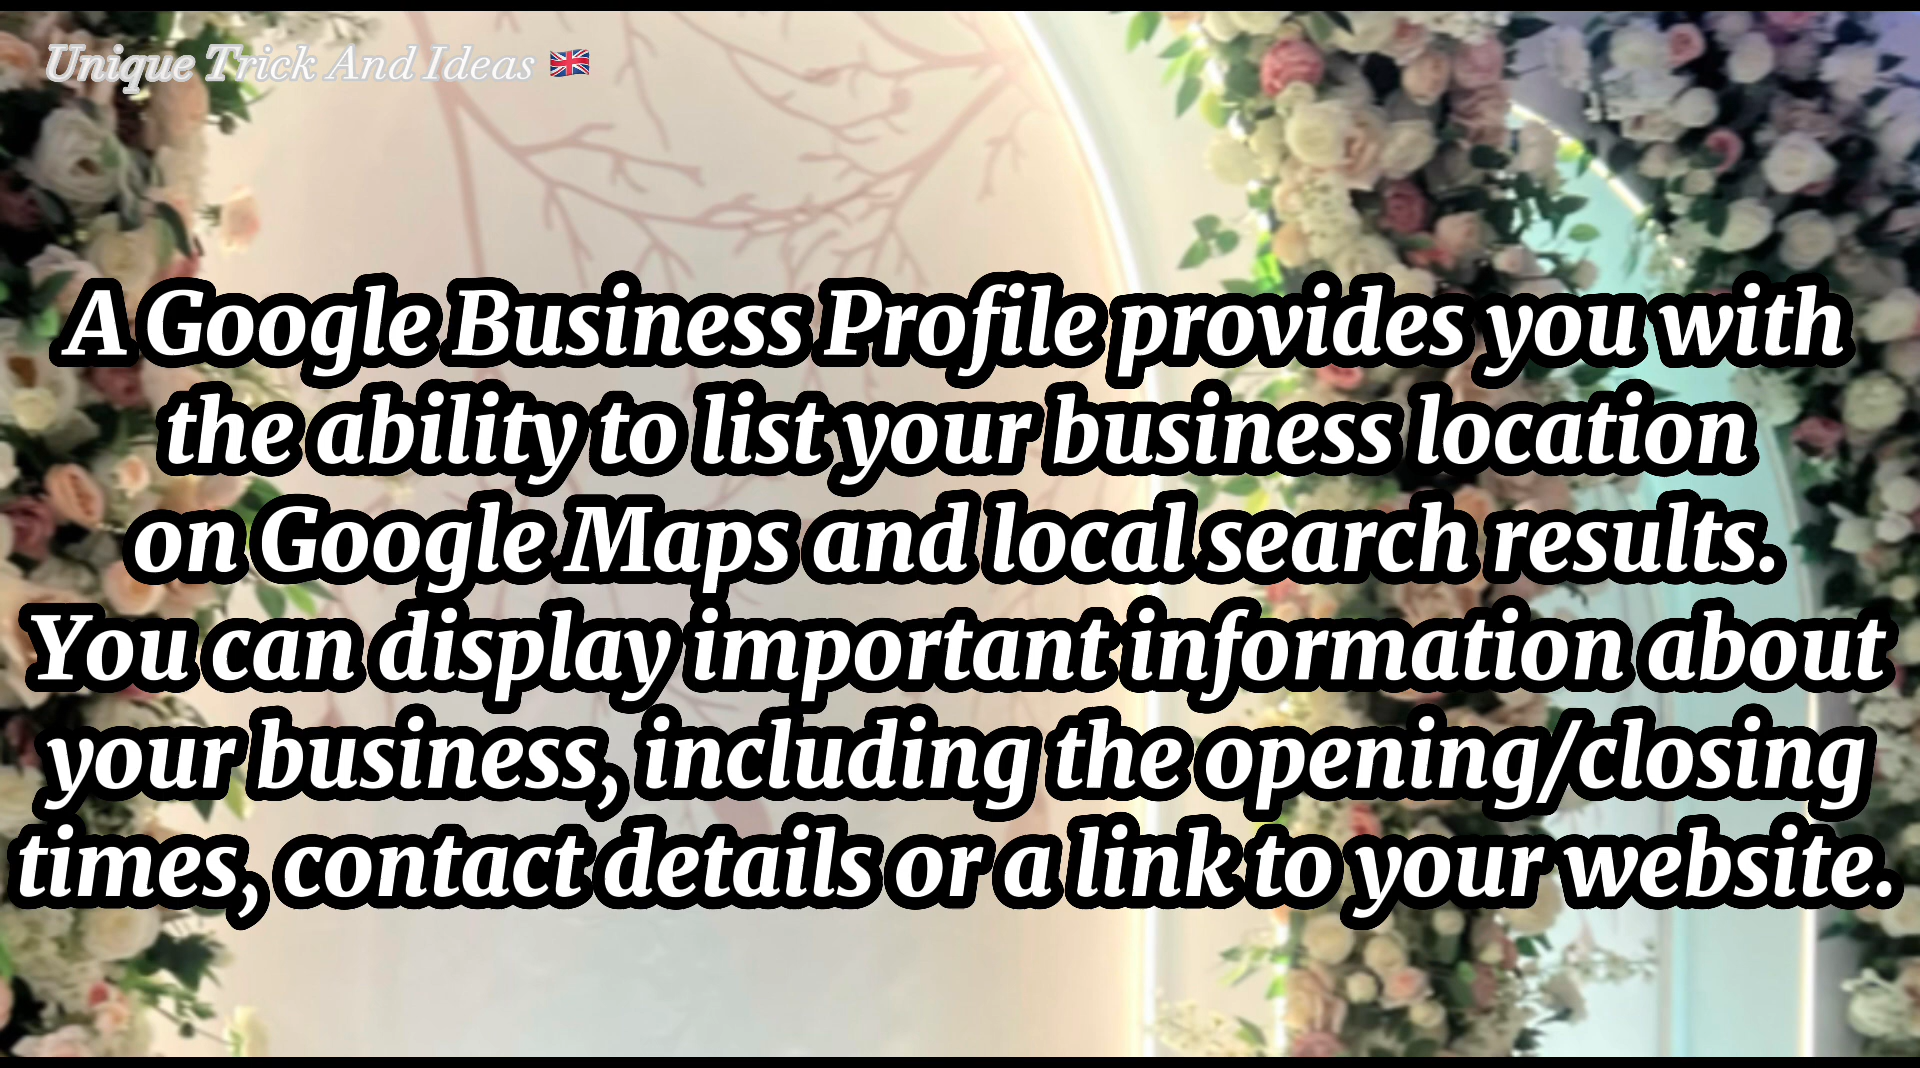 Unique Trick And Ideas 🇬🇧
A Google Business Profile provides you with
the ability to list your business location
on Google Maps and local search results.
You can display important information about
your business, including the opening/closing
times, contact details or a link to your website.